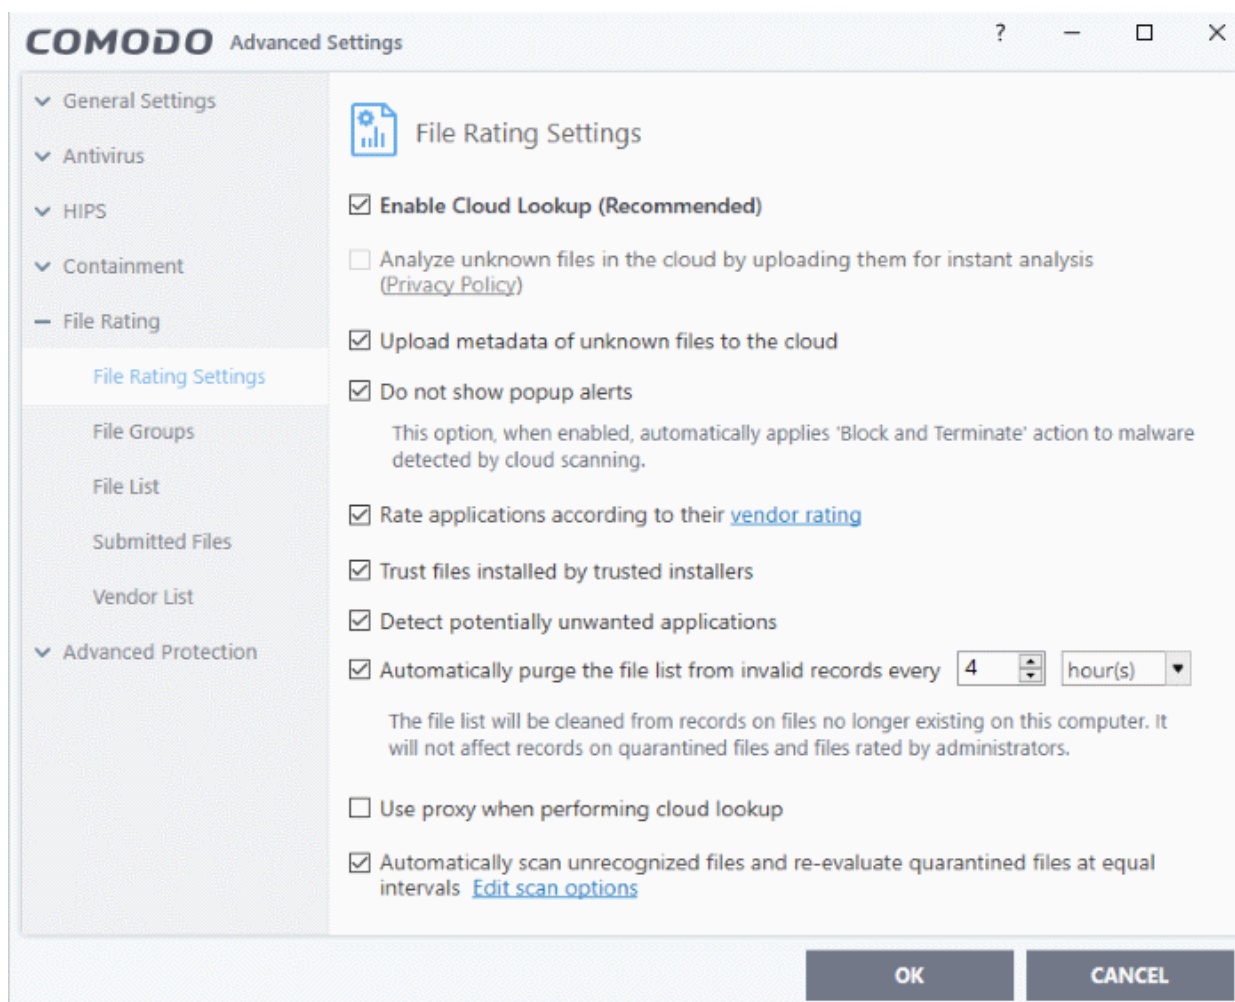 COMODO Advanced Settings
?
General Settings
Antivirus
HIPS
Containment
File Rating
File Rating Settings
File Groups
File List
Submitted Files
Vendor List
Advanced Protection
File Rating Settings
Enable Cloud Lookup (Recommended)
Analyze unknown files in the cloud by uploading them for instant analysis
(Privacy Policy)
Upload metadata of unknown files to the cloud
Do not show popup alerts
This option, when enabled, automatically applies 'Block and Terminate' action to malware
detected by cloud scanning.
Rate applications according to their vendor rating
Trust files installed by trusted installers
Detect potentially unwanted applications
Automatically purge the file list from invalid records every 4 hour(s)
The file list will be cleaned from records on files no longer existing on this computer. It
will not affect records on quarantined files and files rated by administrators.
Use proxy when performing cloud lookup
Automatically scan unrecognized files and re-evaluate quarantined files at equal
intervals Edit scan options
OK CANCEL